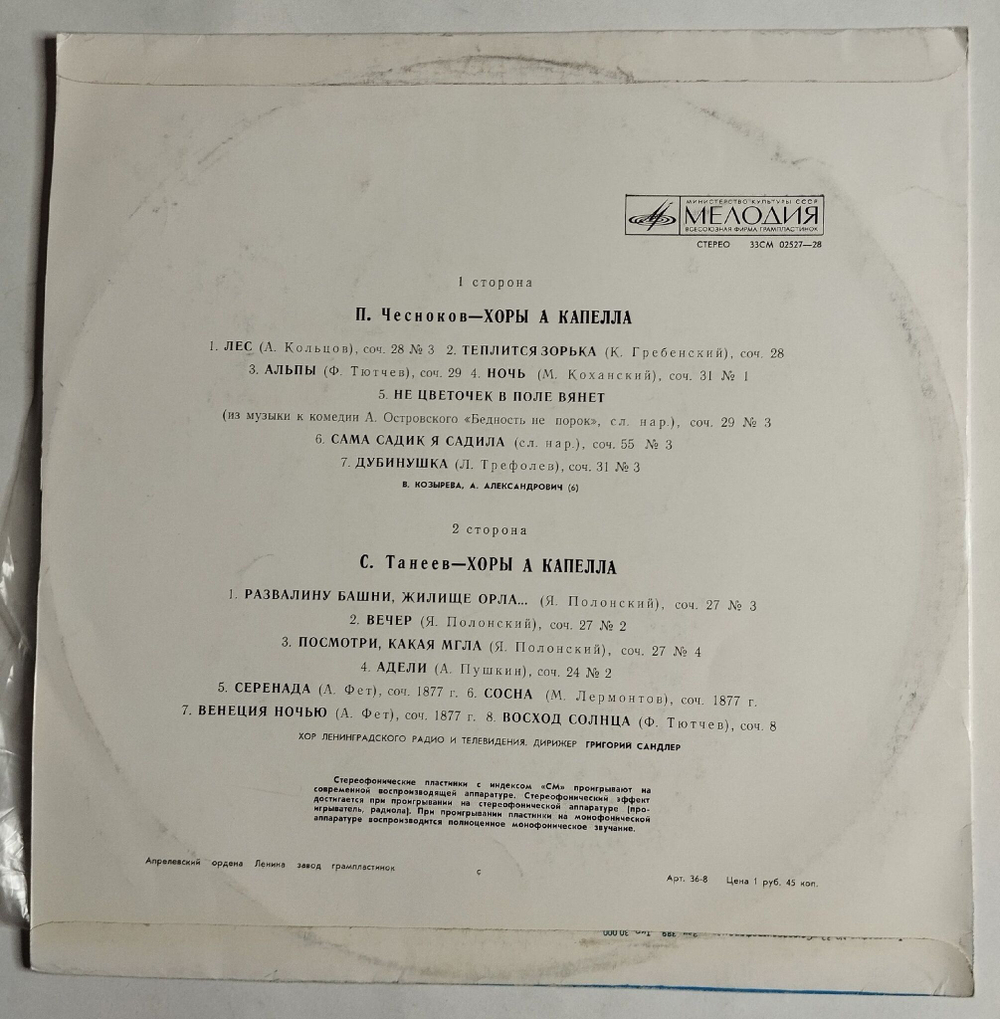 МИНИСТЕРСТВО КУЛЬТУРЫ СССР
МЕЛОДИЯ
ВСЕСОЮЗНАЯ ФИРМА ГРАМПЛАСТИНОК
СТЕРЕО 33СМ 02527—28
1 сторона
П. Чесноков—ХОРЫ А КАПЕЛЛА
1. ЛЕС (А. Кольцов), соч. 28 № 3 2. ТЕПЛИТСЯ ЗОРЬКА (К. Гребенский), соч. 28
3. АЛЬПЫ (Ф. Тютчев), соч. 29 4. НОЧЬ (М. Коханский), соч. 31 № 1
5. НЕ ЦВЕТОЧЕК В ПОЛЕ ВЯНЕТ
(из музыки к комедии А. Островского «Бедность не порок», сл. нар.), соч. 29 № 3
6. САМА САДИК Я САДИЛА (сл. нар.), соч. 55 № 3
7. ДУБИНУШКА (Л. Трефолев), соч. 31 № 3
В. КОЗЫРЕВА, А. АЛЕКСАНДРОВИЧ (6)
2 сторона
С. Танеев—ХОРЫ А КАПЕЛЛА
1. РАЗВАЛИНУ БАШНИ, ЖИЛИЩЕ ОРЛА... (Я. Полонский), соч. 27 № 3
2. ВЕЧЕР (Я. Полонский), соч. 27 № 2
3. ПОСМОТРИ, КАКАЯ МГЛА (Я. Полонский), соч. 27 № 4
4. АДЕЛИ (А. Пушкин), соч. 24 № 2
5. СЕРЕНАДА (А. Фет), соч. 1877 г. 6. СОСНА (М. Лермонтов), соч. 1877 г.
7. ВЕНЕЦИЯ НОЧЬЮ (А. Фет), соч. 1877 г. 8. ВОСХОД СОЛНЦА (Ф. Тютчев), соч. 8
ХОР ЛЕНИНГРАДСКОГО РАДИО И ТЕЛЕВИДЕНИЯ. ДИРИЖЕР ГРИГОРИЙ САНДЛЕР
Стереофонические пластинки с индексом «СМ» проигрывают на
современной воспроизводящей аппаратуре. Стереофонический эффект
достигается при проигрывании на стереофонической аппаратуре (про-
игрыватель, радиола). При проигрывании пластинки на монофонической
аппаратуре воспроизводится полноценное монофоническое звучание.
Апрелевский ордена Ленина завод грампластинок
с
Арт. 36-8 Цена 1 руб. 45 коп.